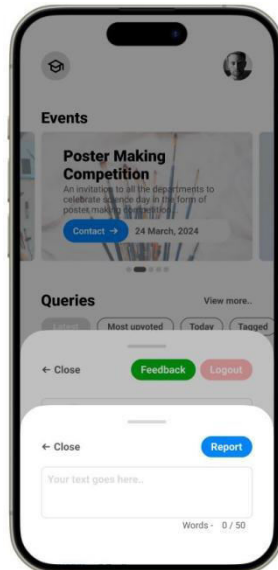 Events
Poster Making
Competition
An invitation to all the departments to
celebrate science day in the form of
poster making competition..
Contact →
24 March, 2024
Queries
View more..
Latest
Most upvoted
Today
Tagged
← Close
Feedback
Logout
← Close
Report
Your text goes here..
Words - 0 / 50